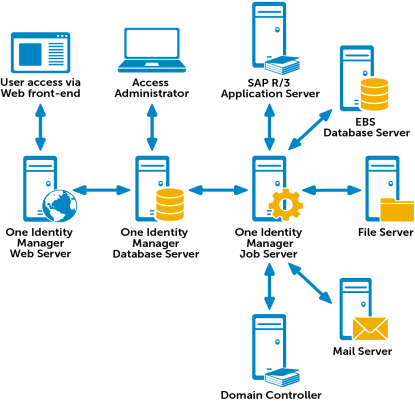 User access via
Web front-end
Access
Administrator
SAP R/3
Application Server
EBS
Database Server
One Identity
Manager
Web Server
One Identity
Manager
Database Server
One Identity
Manager
Job Server
File Server
Mail Server
Domain Controller